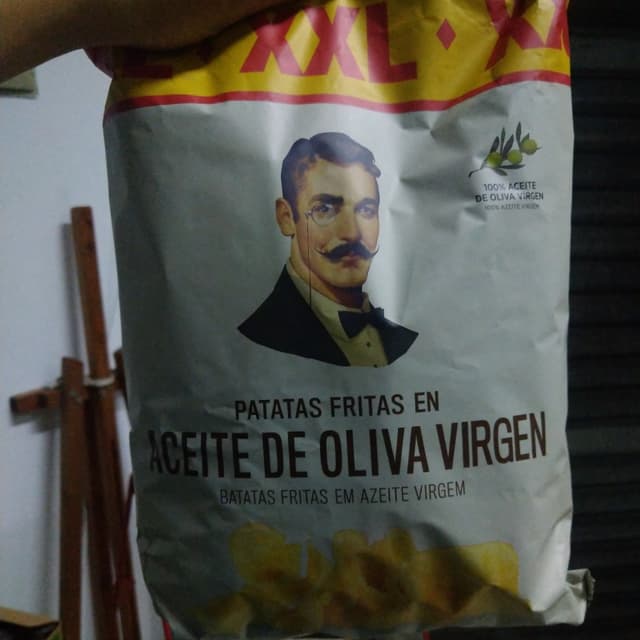 XXL • XX
100% ACEITE
DE OLIVA VIRGEN
100% AZEITE VIRGEM
PATATAS FRITAS EN
ACEITE DE OLIVA VIRGEN
BATATAS FRITAS EM AZEITE VIRGEM